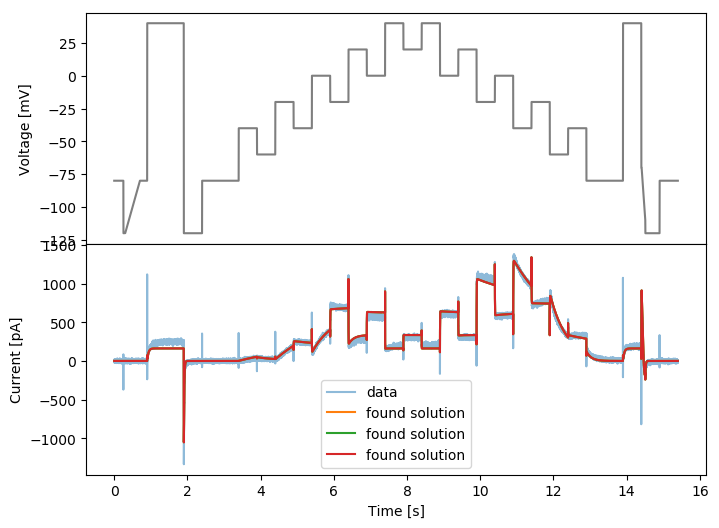 25
0
−25
−50
−75
−100
−125
Voltage [mV]
1500
1000
500
0
−500
−1000
Current [pA]
data
found solution
found solution
found solution
0 2 4 6 8 10 12 14 16
Time [s]